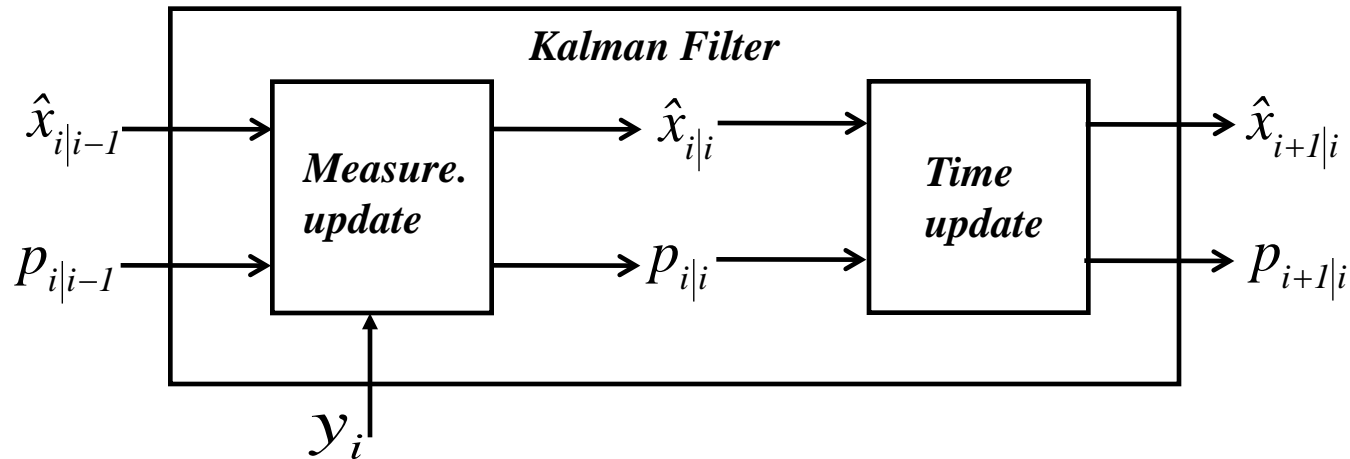 Kalman Filter
x̂_{i|i−1}
Measure.
update
x̂_{i|i}
Time
update
x̂_{i+1|i}
p_{i|i−1}
p_{i|i}
p_{i+1|i}
y_i